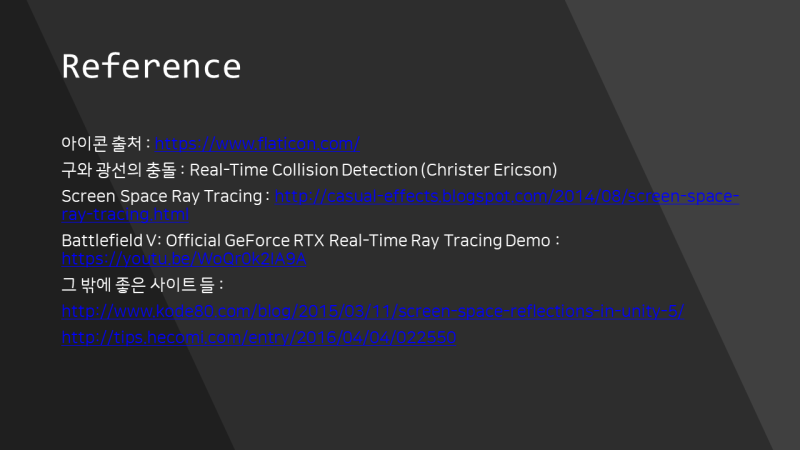 Reference
아이콘 출처 : https://www.flaticon.com/
구와 광선의 충돌 : Real-Time Collision Detection (Christer Ericson)
Screen Space Ray Tracing : http://casual-effects.blogspot.com/2014/08/screen-space-
ray-tracing.html
Battlefield V: Official GeForce RTX Real-Time Ray Tracing Demo :
https://youtu.be/WoQr0k2IA9A
그 밖에 좋은 사이트 들 :
http://www.kode80.com/blog/2015/03/11/screen-space-reflections-in-unity-5/
http://tips.hecomi.com/entry/2016/04/04/022550